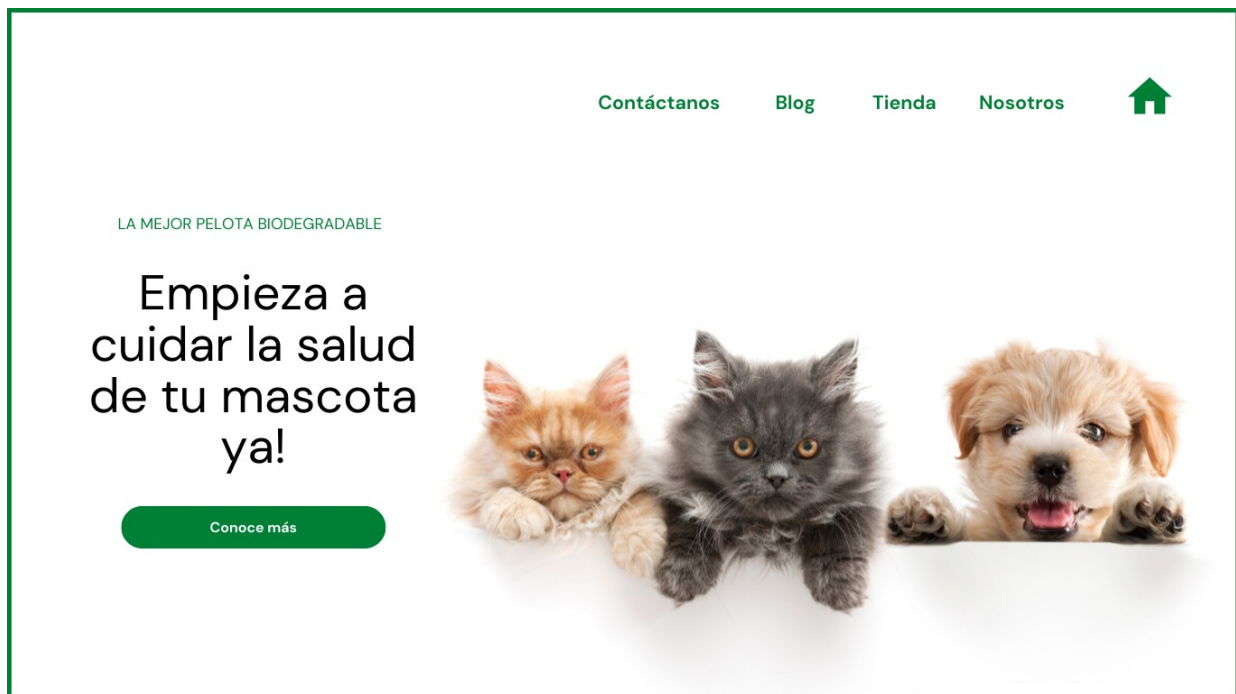 Contáctanos Blog Tienda Nosotros
LA MEJOR PELOTA BIODEGRADABLE
Empieza a
cuidar la salud
de tu mascota
ya!
Conoce más